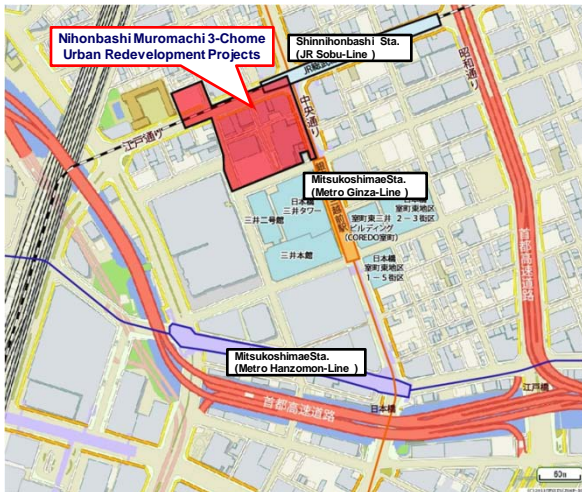 Nihonbashi Muromachi 3-Chome
Urban Redevelopment Projects
Shinnihonbashi Sta.
(JR Sobu-Line )
昭和通り
中央通り
江戸通り
MitsukoshimaeSta.
(Metro Ginza-Line )
日本橋
三井タワー
三井二号館
室町東三井
ビルディング
(COREDO室町)
室町東地区
2-3街区
三井本館
日本橋
室町東地区
1-5街区
首都高速道路
MitsukoshimaeSta.
(Metro Hanzomon-Line )
首都高速道路
日本橋
江戸橋
60m